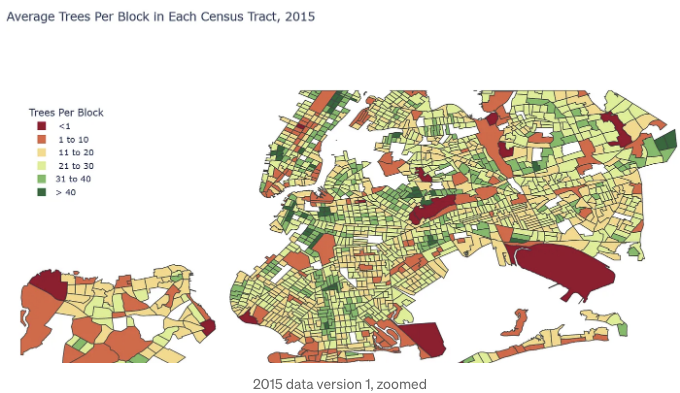 Average Trees Per Block in Each Census Tract, 2015
Trees Per Block
<1
1 to 10
11 to 20
21 to 30
31 to 40
> 40
2015 data version 1, zoomed